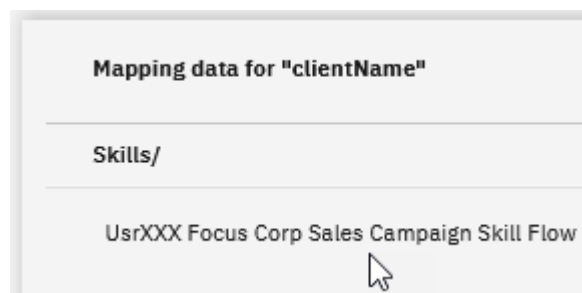 Mapping data for "clientName"
Skills/
UsrXXX Focus Corp Sales Campaign Skill Flow